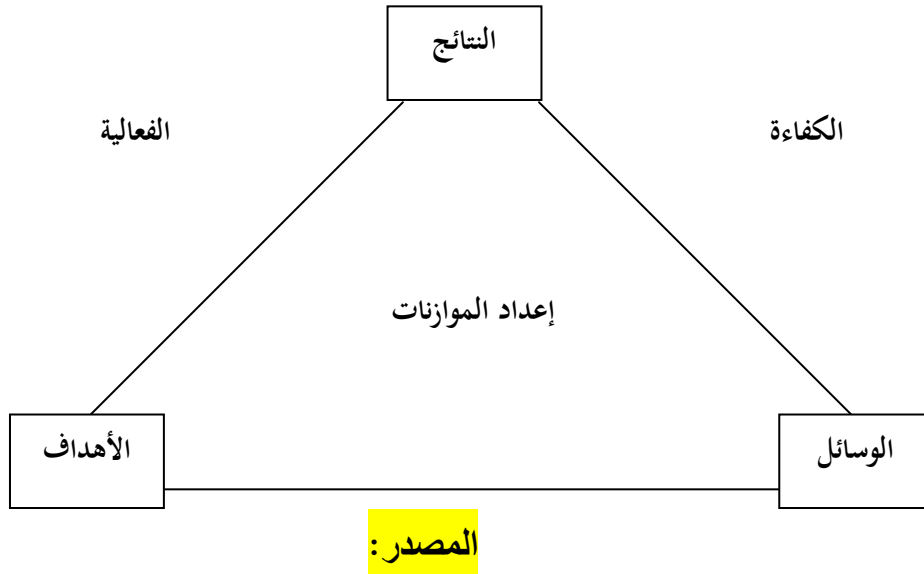 النتائج
الكفاءة
الفعالية
إعداد الموازنات
الوسائل
الأهداف
المصدر: